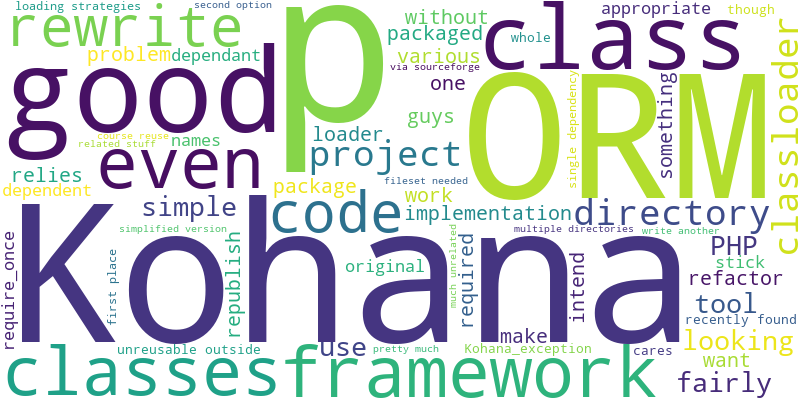 loading strategies
second option
p
class
appropriate
though
rewrite
without
packaged
whole
problem
dependant
various
via sourceforge
good
one
ORM
something
classloader
guys
course reuse
related stuff
names
loader
single dependency
even
project
relies
dependent
package
fileset needed
work
simple
code
implementation
directory
Kohana
simplified version
multiple directories
write another
PHP
require_once
first place
republish
original
much unrelated
required
intend
stick
refactor
tool
recently found
make
looking
unreusable outside
use
pretty much
Kohana_exception
cares
want
classes
framework
fairly